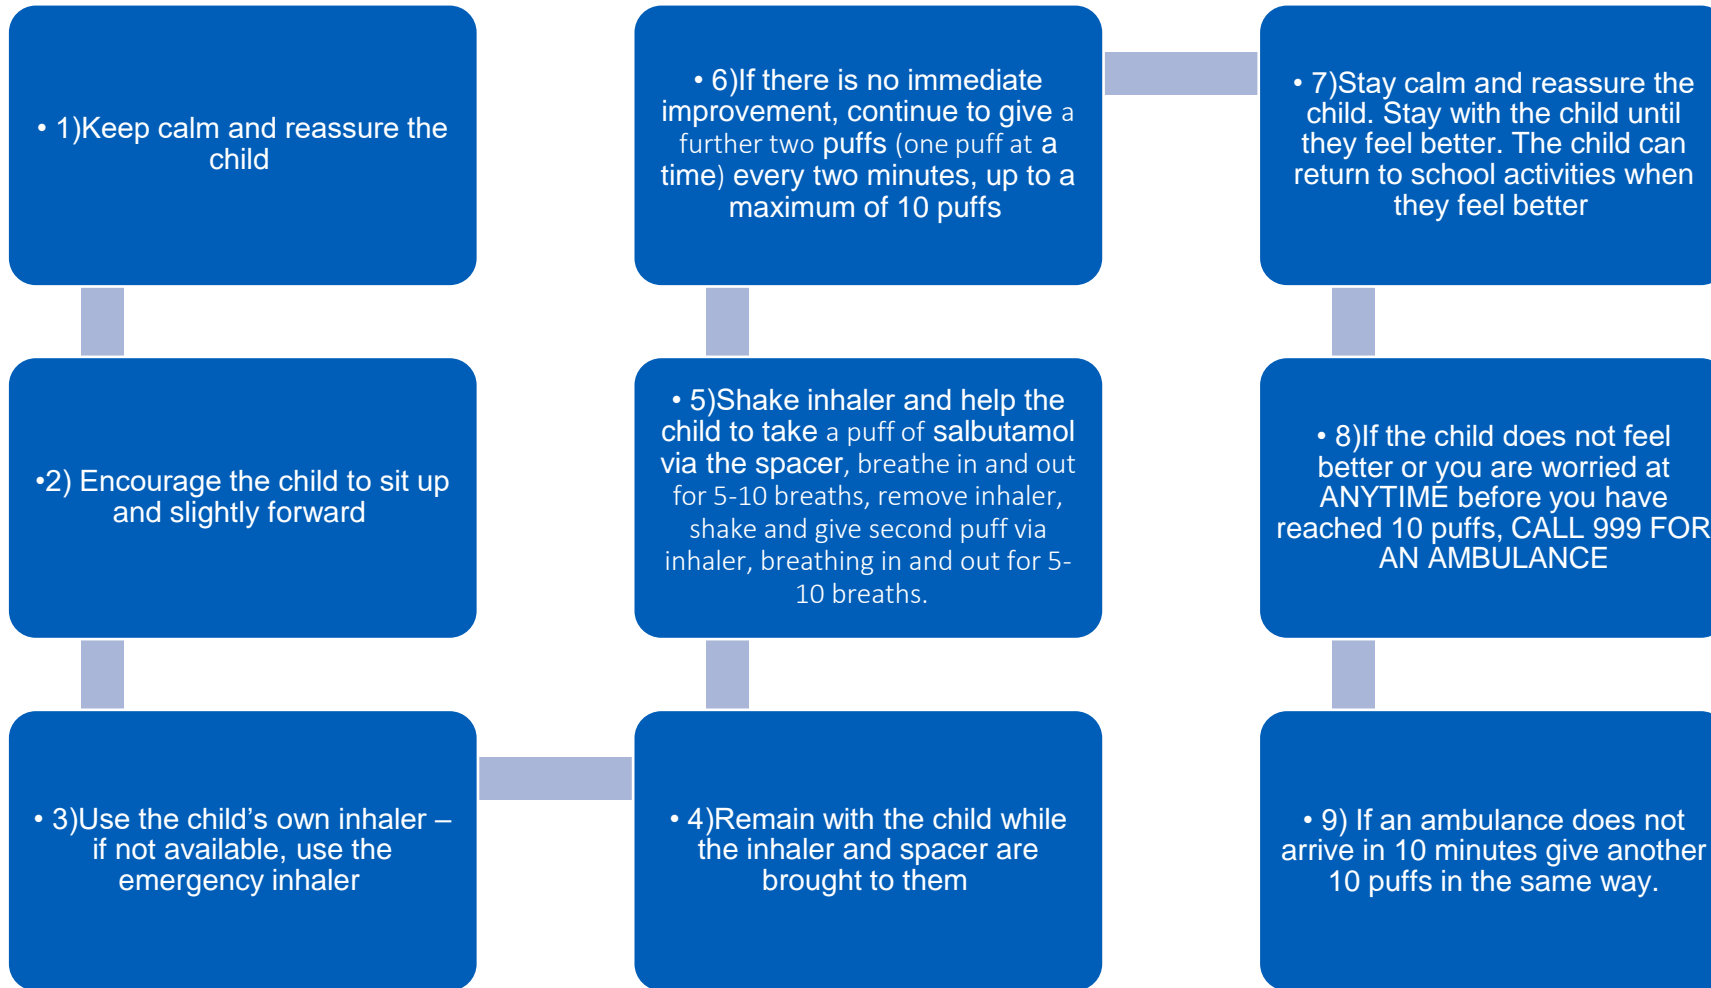 • 1)Keep calm and reassure the
child
•2) Encourage the child to sit up
and slightly forward
• 3)Use the child’s own inhaler –
if not available, use the
emergency inhaler
• 4)Remain with the child while
the inhaler and spacer are
brought to them
• 5)Shake inhaler and help the
child to take a puff of salbutamol
via the spacer, breathe in and out
for 5-10 breaths, remove inhaler,
shake and give second puff via
inhaler, breathing in and out for 5-
10 breaths.
• 6)If there is no immediate
improvement, continue to give a
further two puffs (one puff at a
time) every two minutes, up to a
maximum of 10 puffs
• 7)Stay calm and reassure the
child. Stay with the child until
they feel better. The child can
return to school activities when
they feel better
• 8)If the child does not feel
better or you are worried at
ANYTIME before you have
reached 10 puffs, CALL 999 FOR
AN AMBULANCE
• 9) If an ambulance does not
arrive in 10 minutes give another
10 puffs in the same way.